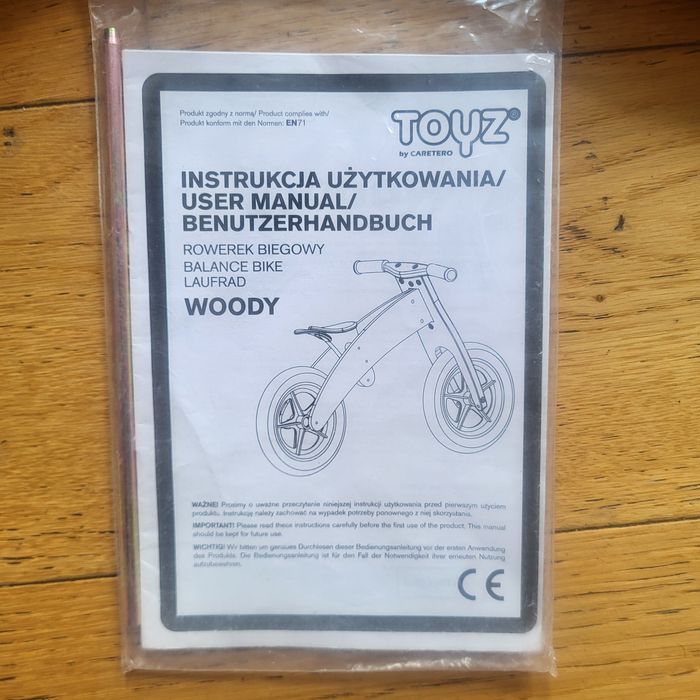 Produkt zgodny z normą/ Product complies with/
Produkt konform mit den Normen: EN71
TOYZ®
by CARETERO
INSTRUKCJA UŻYTKOWANIA/
USER MANUAL/
BENUTZERHANDBUCH
ROWEREK BIEGOWY
BALANCE BIKE
LAUFRAD
WOODY
WAŻNE! Prosimy o uważne przeczytanie niniejszej instrukcji użytkowania przed pierwszym użyciem
produktu. Instrukcję należy zachować na wypadek potrzeby ponownego z niej skorzystania.
IMPORTANT! Please read these instructions carefully before the first use of the product. This manual
should be kept for future use.
WICHTIG! Wir bitten um genaues Durchlesen dieser Bedienungsanleitung vor der ersten Anwendung
des Produkts. Die Bedienungsanleitung ist für den Fall der Notwendigkeit ihrer erneuten Nutzung
aufzubewahren.
CE